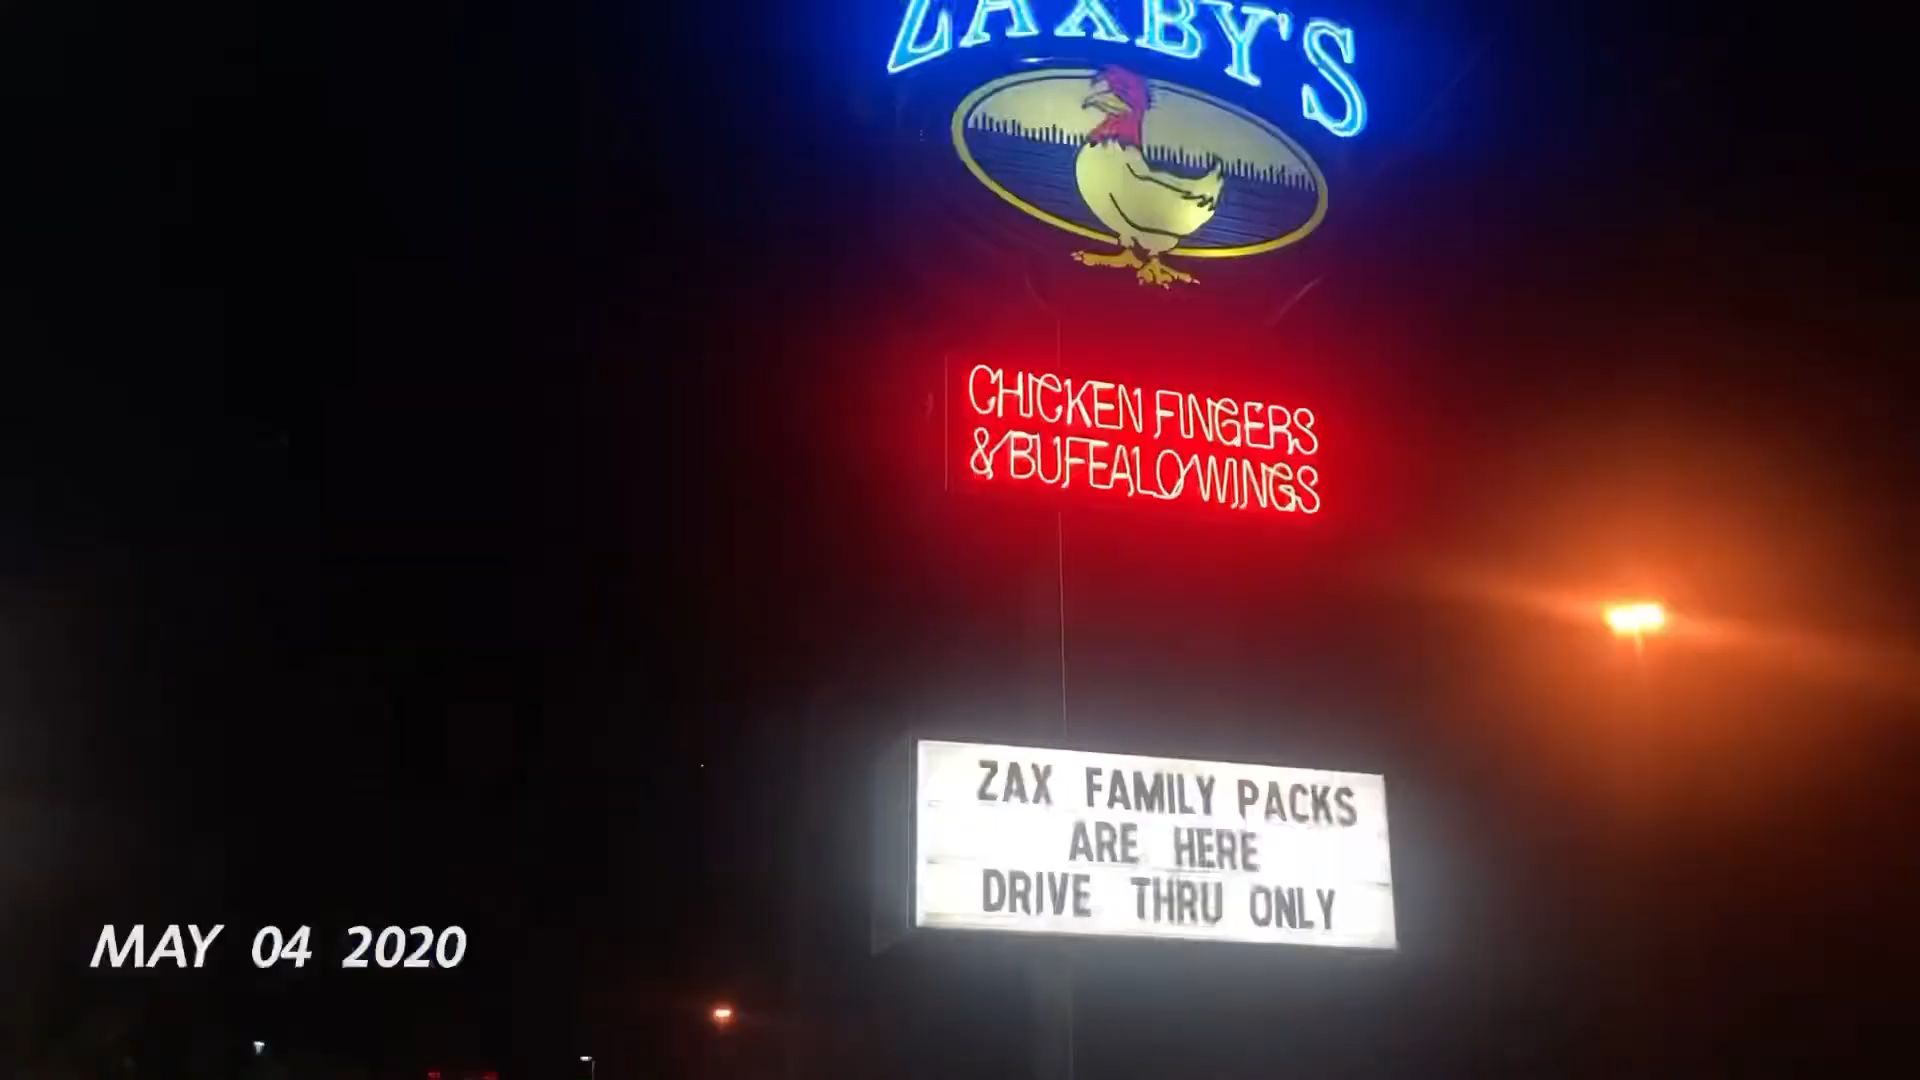 ZAXBY'S
CHICKEN FINGERS
& BUFFALO WINGS
ZAX FAMILY PACKS
ARE HERE
DRIVE THRU ONLY
MAY 04 2020